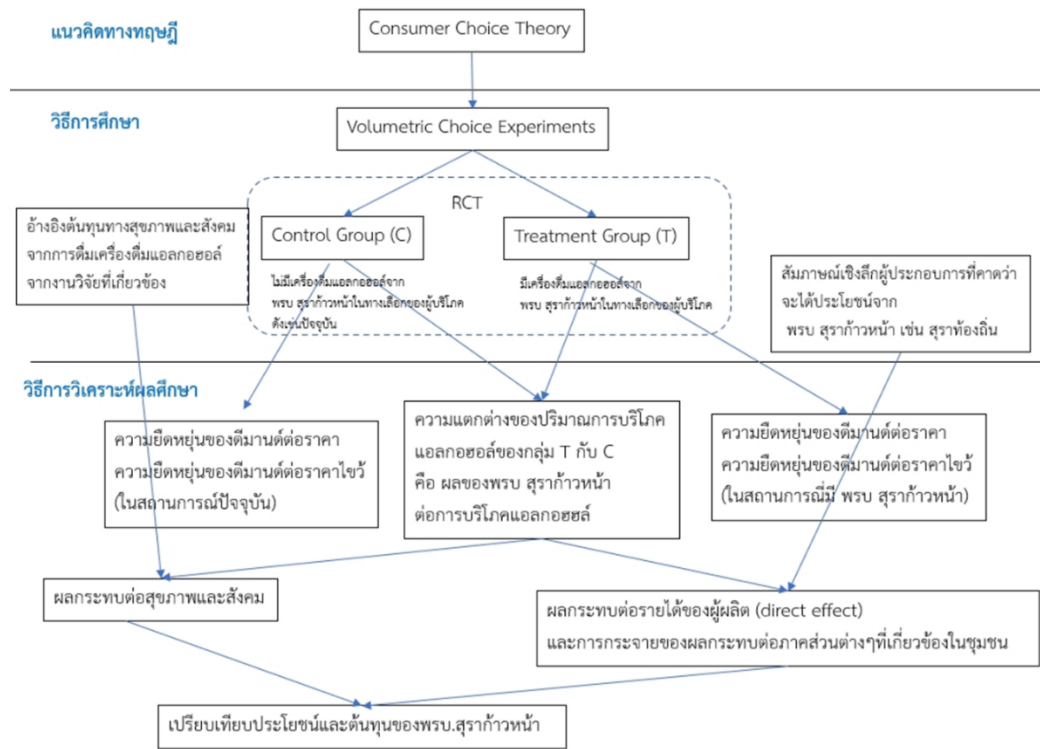 แนวคิดทางทฤษฎี
Consumer Choice Theory
วิธีการศึกษา
Volumetric Choice Experiments
RCT
อ้างอิงต้นทุนทางสุขภาพและสังคม
จากการดื่มเครื่องดื่มแอลกอฮอล์
จากงานวิจัยที่เกี่ยวข้อง
Control Group (C)
ไม่มีเครื่องดื่มแอลกอฮอล์จาก
พรบ สุราก้าวหน้าในทางเลือกของผู้บริโภค
ดังเช่นปัจจุบัน
Treatment Group (T)
มีเครื่องดื่มแอลกอฮอล์จาก
พรบ สุราก้าวหน้าในทางเลือกของผู้บริโภค
สัมภาษณ์เชิงลึกผู้ประกอบการที่คาดว่า
จะได้ประโยชน์จาก
พรบ สุราก้าวหน้า เช่น สุราท้องถิ่น
วิธีการวิเคราะห์ผลศึกษา
ความยืดหยุ่นของดีมานด์ต่อราคา
ความยืดหยุ่นของดีมานด์ต่อราคาไขว้
(ในสถานการณ์ปัจจุบัน)
ความแตกต่างของปริมาณการบริโภค
แอลกอฮอล์ของกลุ่ม T กับ C
คือ ผลของพรบ สุราก้าวหน้า
ต่อการบริโภคแอลกอฮฮล์
ความยืดหยุ่นของดีมานด์ต่อราคา
ความยืดหยุ่นของดีมานด์ต่อราคาไขว้
(ในสถานการณี่มี พรบ สุราก้าวหน้า)
ผลกระทบต่อสุขภาพและสังคม
ผลกระทบต่อรายได้ของผู้ผลิต (direct effect)
และการกระจายของผลกระทบต่อภาคส่วนต่างๆที่เกี่ยวข้องในชุมชน
เปรียบเทียบประโยชน์และต้นทุนของพรบ.สุราก้าวหน้า